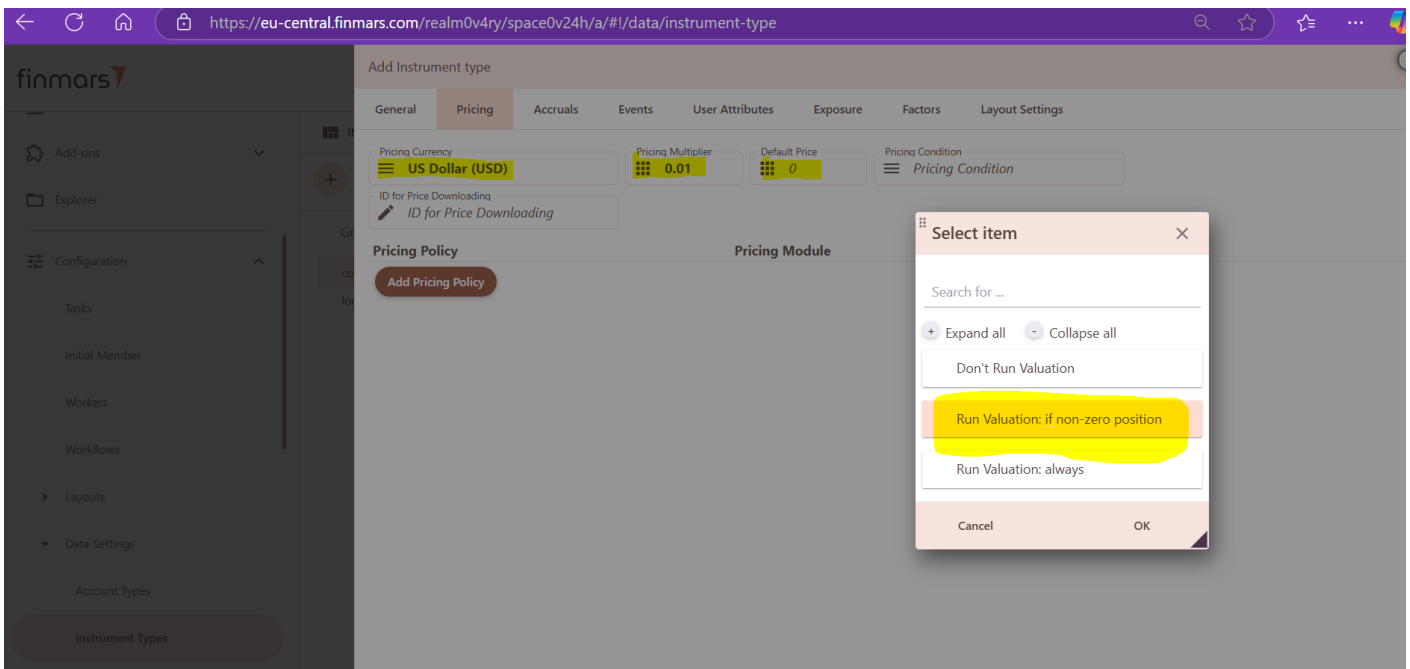 https://eu-central.finmars.com/realm0v4ry/space0v24h/a/#!/data/instrument-type
finmars
Add-ons
Explorer
Configuration
Tasks
Initial Member
Workers
Workflows
Layouts
Data Settings
Account Types
Instrument Types
Add Instrument type
General Pricing Accruals Events User Attributes Exposure Factors Layout Settings
Pricing Currency Pricing Multiplier Default Price Pricing Condition
US Dollar (USD) 0.01 0 Pricing Condition
ID for Price Downloading
ID for Price Downloading
Pricing Policy Pricing Module
Add Pricing Policy
Select item
Search for ...
+ Expand all - Collapse all
Don't Run Valuation
Run Valuation: if non-zero position
Run Valuation: always
Cancel OK